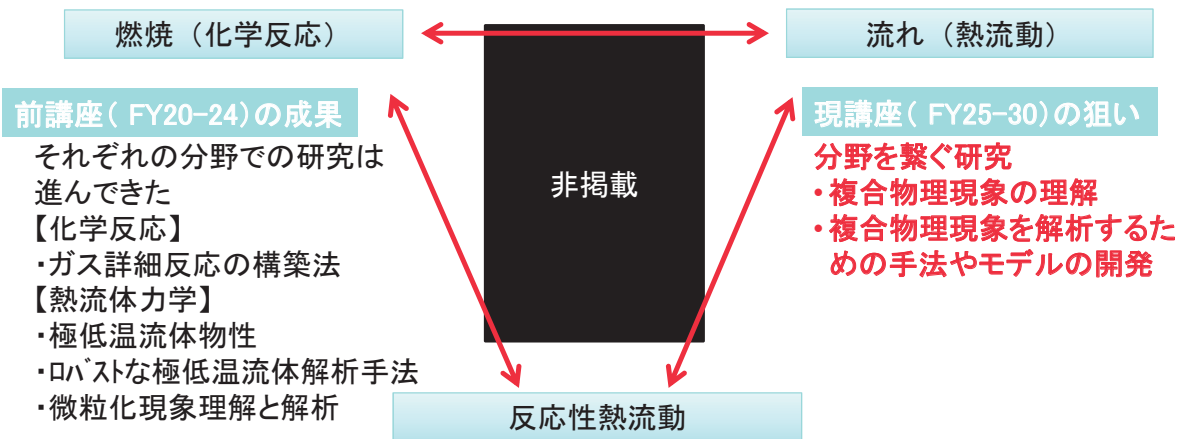 燃焼（化学反応）
流れ（熱流動）
前講座（FY20-24）の成果
それぞれの分野での研究は
進んできた
【化学反応】
・ガス詳細反応の構築法
【熱流体力学】
・極低温流体物性
・ロバストな極低温流体解析手法
・微粒化現象理解と解析
非掲載
現講座（FY25-30）の狙い
分野を繋ぐ研究
・複合物理現象の理解
・複合物理現象を解析するた
めの手法やモデルの開発
反応性熱流動